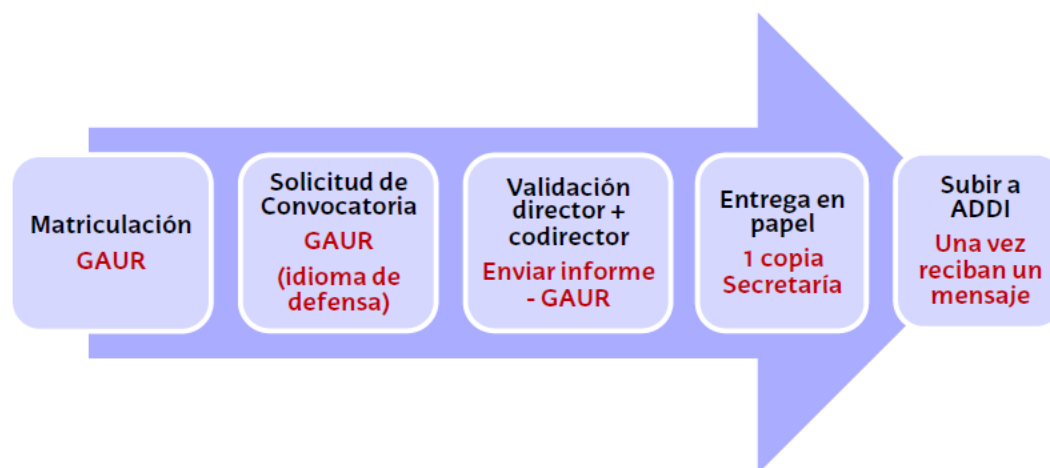 Matriculación
GAUR
Solicitud de
Convocatoria
GAUR
(idioma de
defensa)
Validación
director +
codirector
Enviar informe
- GAUR
Entrega en
papel
1 copia
Secretaría
Subir a
ADDI
Una vez
reciban un
mensaje